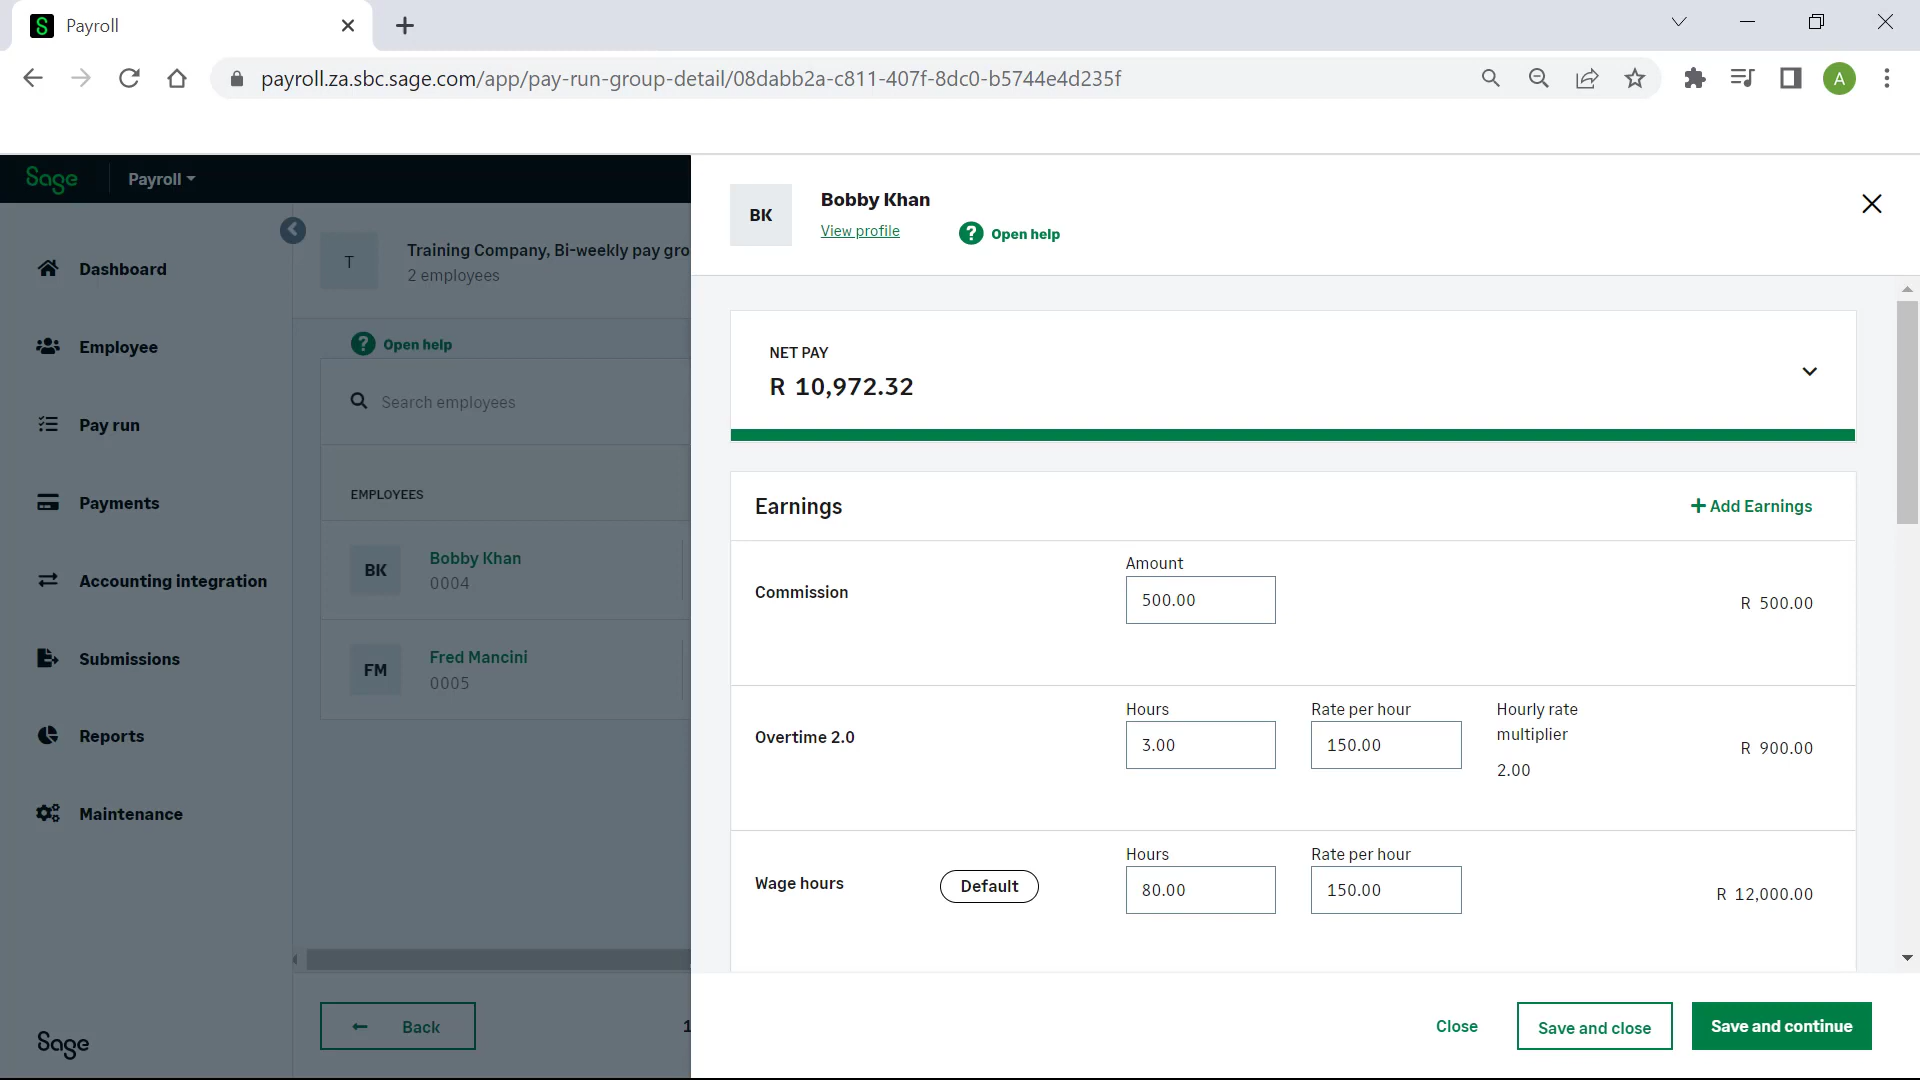 Payroll
payroll.za.sbc.sage.com/app/pay-run-group-detail/08dabb2a-c811-407f-8dc0-b5744e4d235f
A
Sage
Payroll
Dashboard
Employee
Pay run
Payments
Accounting integration
Submissions
Reports
Maintenance
Sage
T
Training Company, Bi-weekly pay gro
2 employees
? Open help
Search employees
EMPLOYEES
BK
Bobby Khan
0004
FM
Fred Mancini
0005
Back
1
BK
Bobby Khan
View profile
? Open help
NET PAY
R 10,972.32
Earnings
+ Add Earnings
Commission
Amount
500.00
R 500.00
Overtime 2.0
Hours
3.00
Rate per hour
150.00
Hourly rate
multiplier
2.00
R 900.00
Wage hours
Default
Hours
80.00
Rate per hour
150.00
R 12,000.00
Close
Save and close
Save and continue